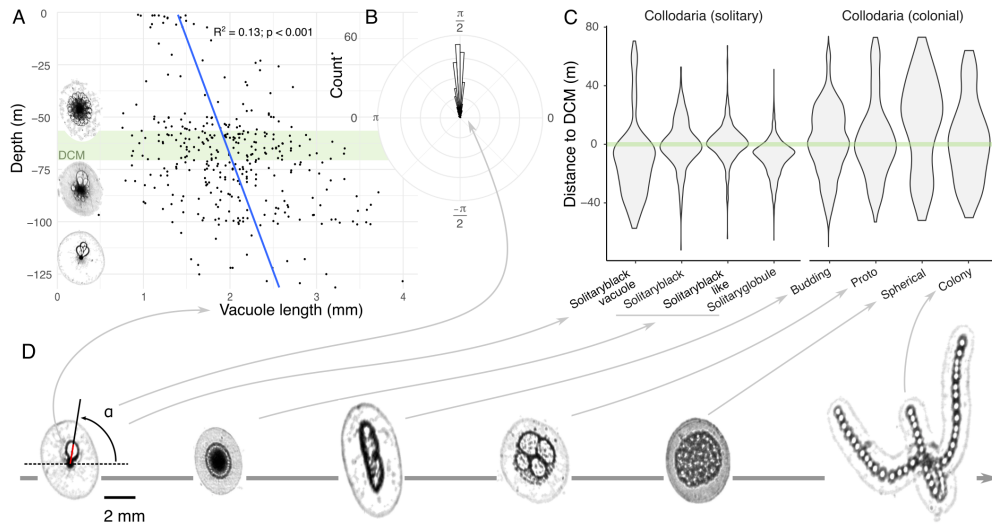 A
R² = 0.13; p < 0.001
0
−25
−50
−75
−100
−125
Depth (m)
DCM
0
1
2
3
4
Vacuole length (mm)
B
π
2
60
Count
0
π
0
−π
2
C
Collodaria (solitary)
Collodaria (colonial)
80
40
0
−40
Distance to DCM (m)
Solitaryblack
vacuole
Solitaryblack
Solitaryblack
like
Solitaryglobule
Budding
Proto
Spherical
Colony
D
α
2 mm